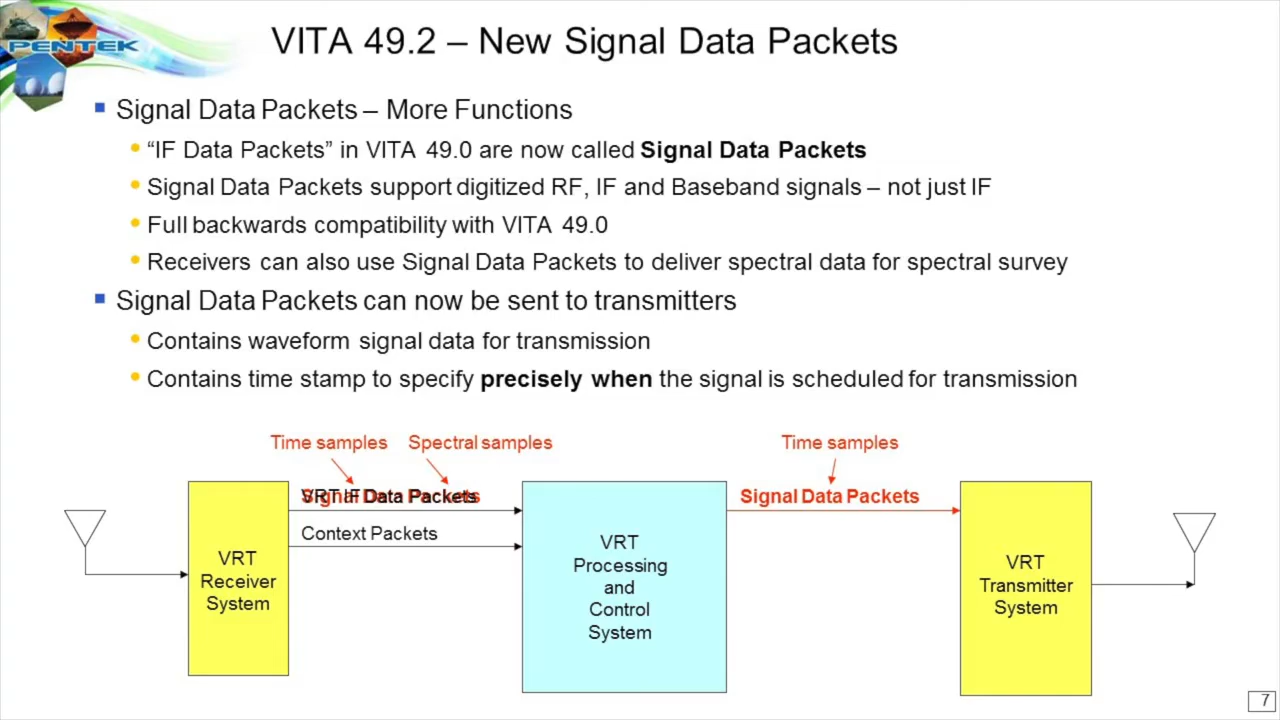 PENTEK
VITA 49.2 – New Signal Data Packets
Signal Data Packets – More Functions
“IF Data Packets” in VITA 49.0 are now called Signal Data Packets
Signal Data Packets support digitized RF, IF and Baseband signals – not just IF
Full backwards compatibility with VITA 49.0
Receivers can also use Signal Data Packets to deliver spectral data for spectral survey
Signal Data Packets can now be sent to transmitters
Contains waveform signal data for transmission
Contains time stamp to specify precisely when the signal is scheduled for transmission
Time samples
Spectral samples
Time samples
Signal Data Packets
VRT IF Data Packets
Signal Data Packets
Context Packets
VRT
Receiver
System
VRT
Processing
and
Control
System
VRT
Transmitter
System
7